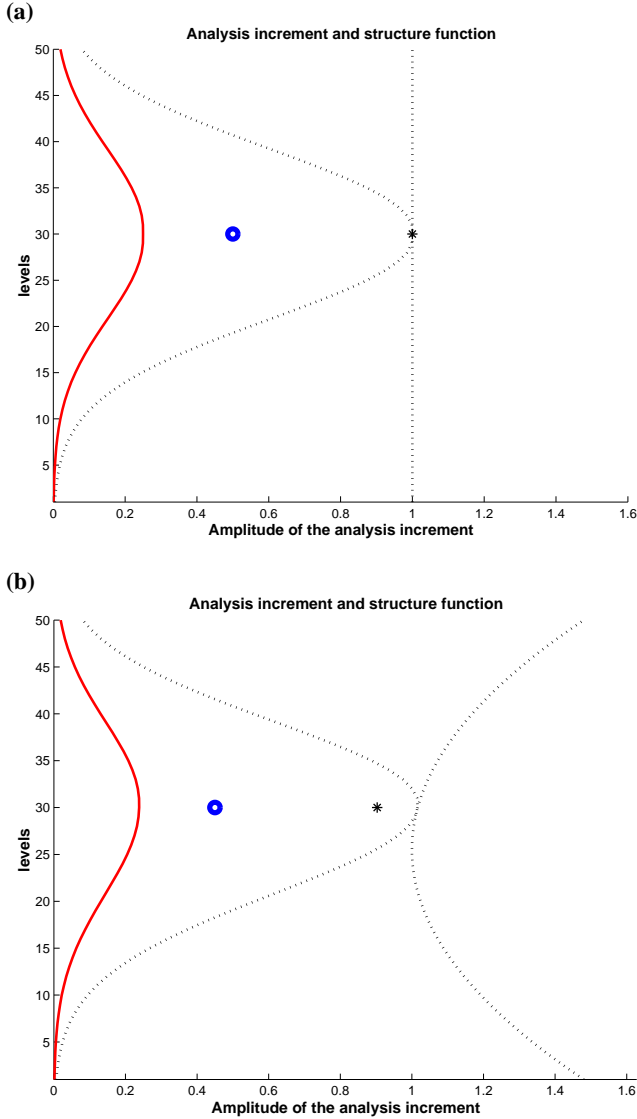 (a)
Analysis increment and structure function
50
45
40
35
30
25
20
15
10
5
levels
0 0.2 0.4 0.6 0.8 1 1.2 1.4 1.6
Amplitude of the analysis increment
(b)
Analysis increment and structure function
50
45
40
35
30
25
20
15
10
5
levels
0 0.2 0.4 0.6 0.8 1 1.2 1.4 1.6
Amplitude of the analysis increment